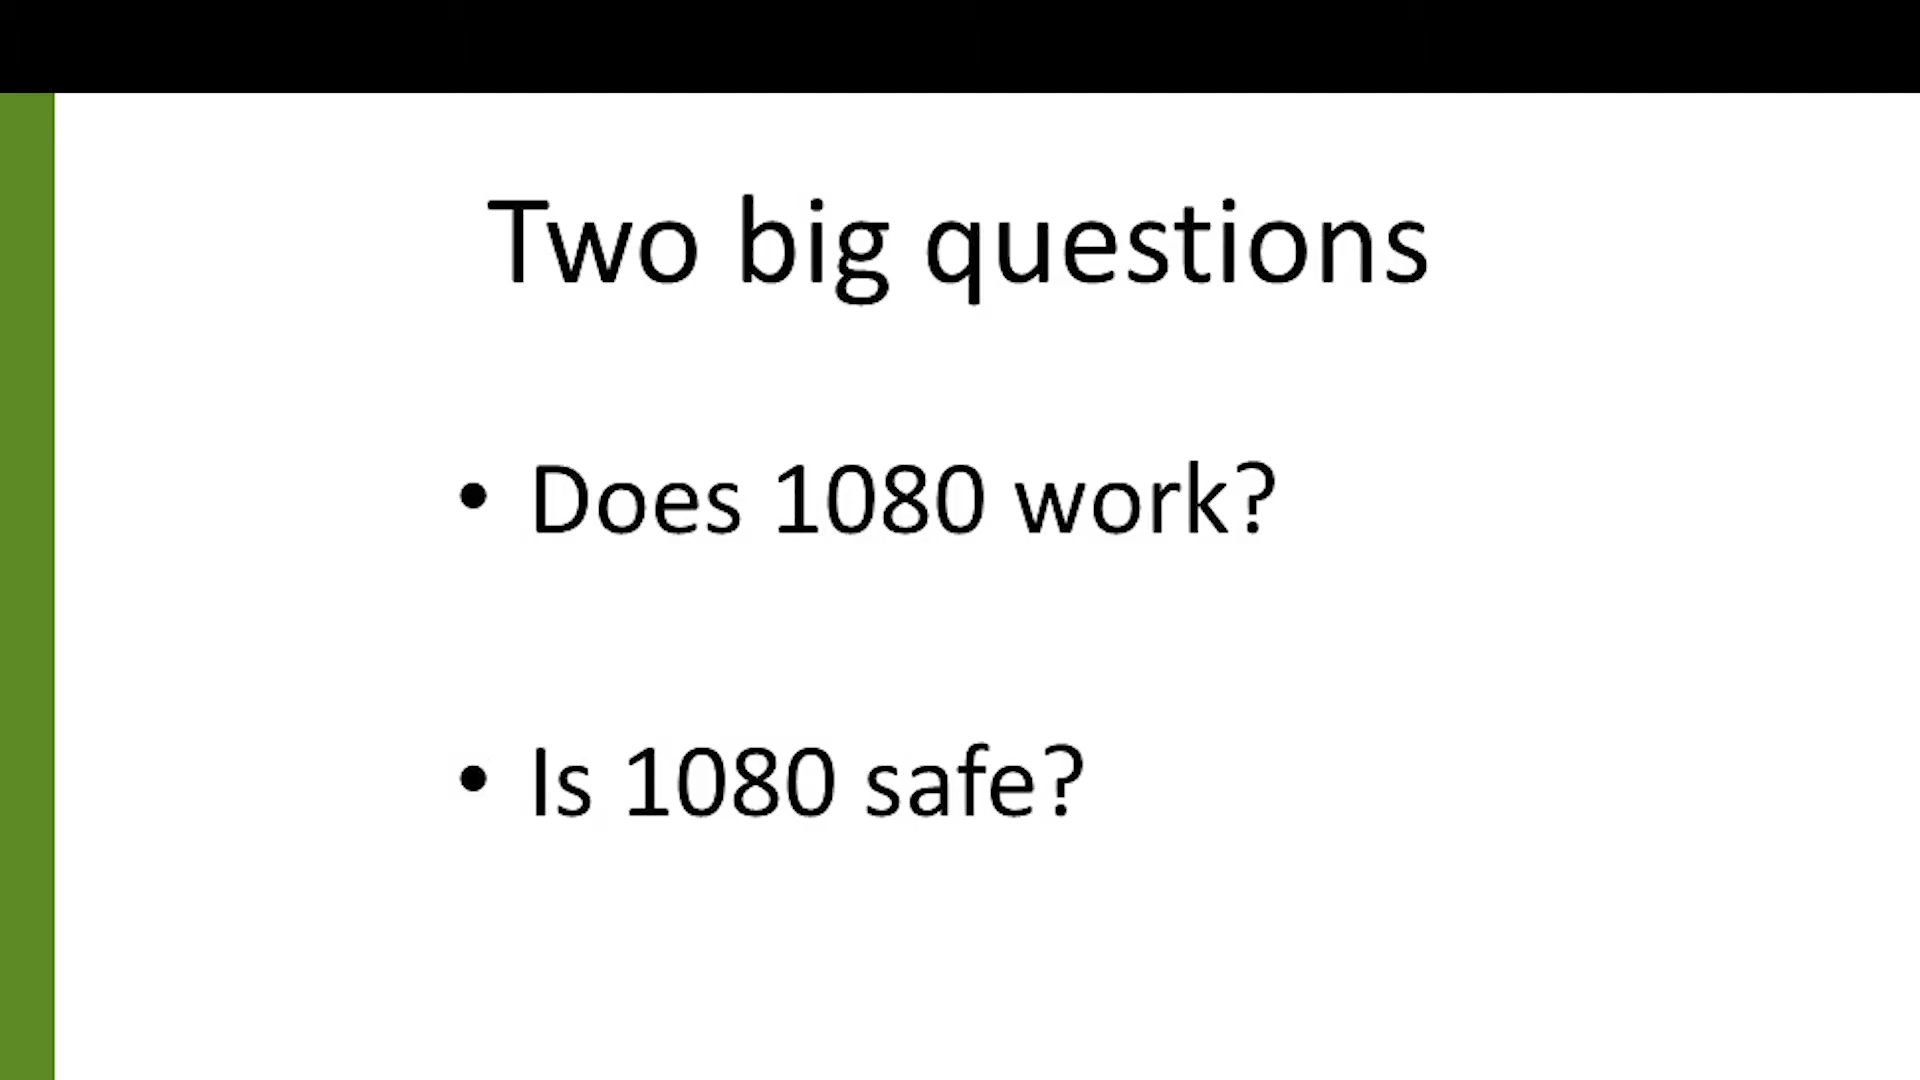 Two big questions
• Does 1080 work?
• Is 1080 safe?